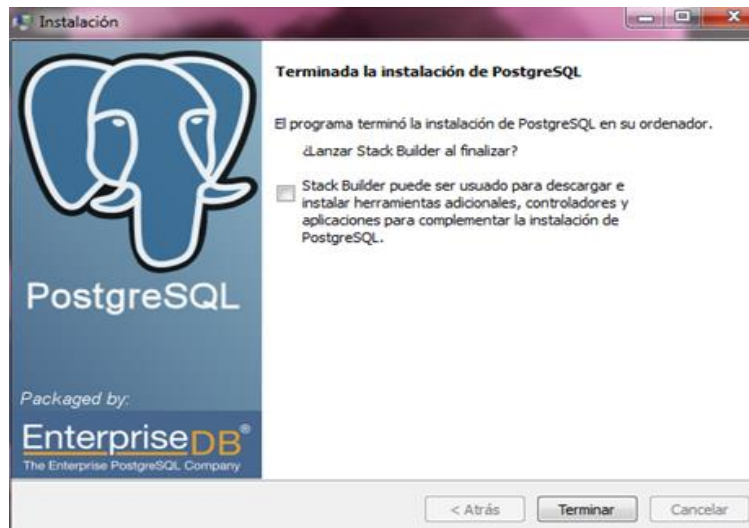 Instalación
Terminada la instalación de PostgreSQL
El programa terminó la instalación de PostgreSQL en su ordenador.
¿Lanzar Stack Builder al finalizar?
Stack Builder puede ser usado para descargar e
instalar herramientas adicionales, controladores y
aplicaciones para complementar la instalación de
PostgreSQL.
PostgreSQL
Packaged by:
EnterpriseDB®
The Enterprise PostgreSQL Company
< Atrás
Terminar
Cancelar